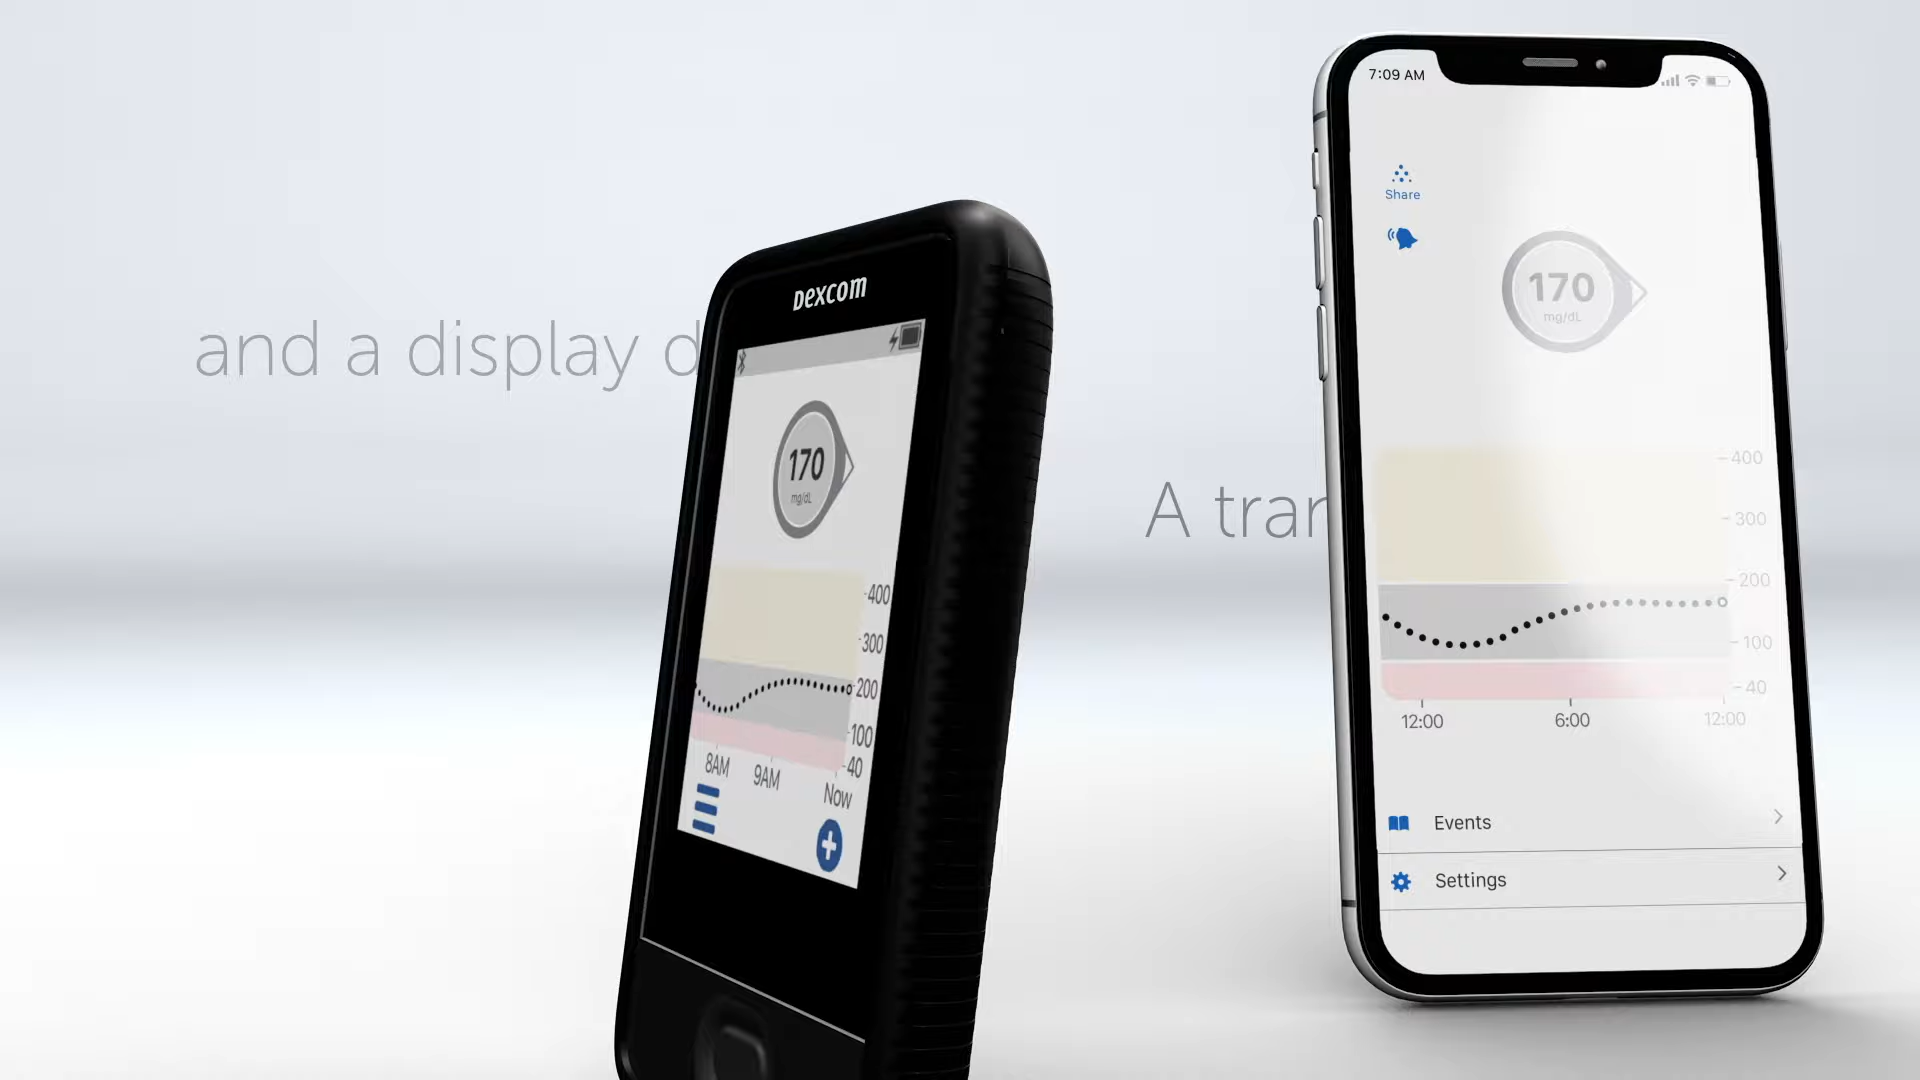 and a display d
A tran
Dexcom
170
mg/dL
400
300
200
100
40
8AM 9AM Now
7:09 AM
Share
170
mg/dL
400
300
200
100
40
12:00 6:00 12:00
Events
Settings